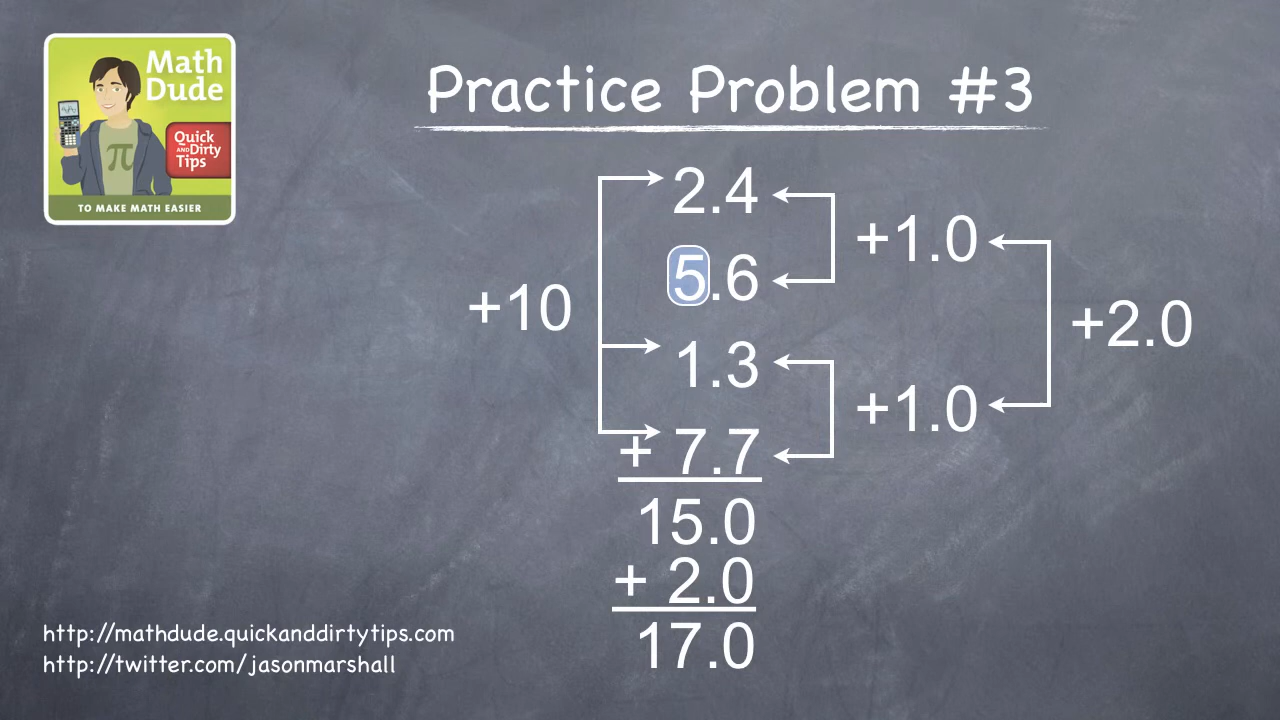 Math
Dude
Quick
AND Dirty
Tips
π
TO MAKE MATH EASIER
Practice Problem #3
2.4
+1.0
5.6
+10
+2.0
1.3
+1.0
+ 7.7
15.0
+ 2.0
17.0
http://mathdude.quickanddirtytips.com
http://twitter.com/jasonmarshall